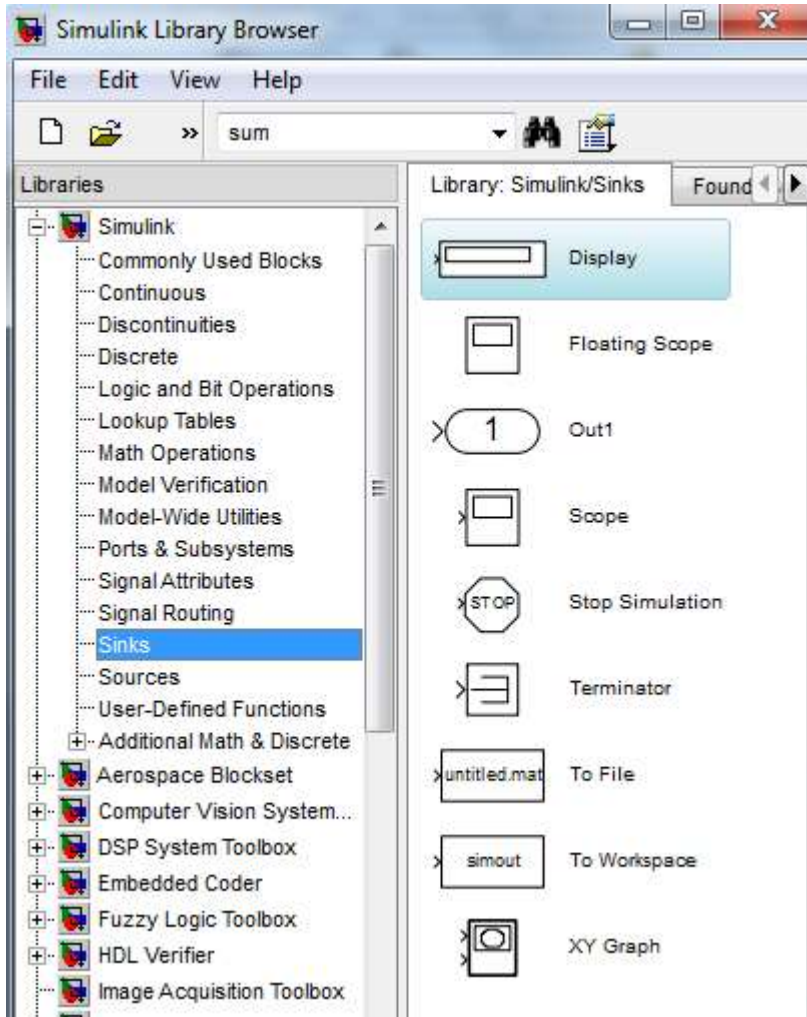 Simulink Library Browser
File Edit View Help
» sum
Libraries
Simulink
Commonly Used Blocks
Continuous
Discontinuities
Discrete
Logic and Bit Operations
Lookup Tables
Math Operations
Model Verification
Model-Wide Utilities
Ports & Subsystems
Signal Attributes
Signal Routing
Sinks
Sources
User-Defined Functions
Additional Math & Discrete
Aerospace Blockset
Computer Vision System...
DSP System Toolbox
Embedded Coder
Fuzzy Logic Toolbox
HDL Verifier
Image Acquisition Toolbox
Library: Simulink/Sinks Found
Display
Floating Scope
1 Out1
Scope
STOP Stop Simulation
Terminator
untitled.mat To File
simout To Workspace
XY Graph